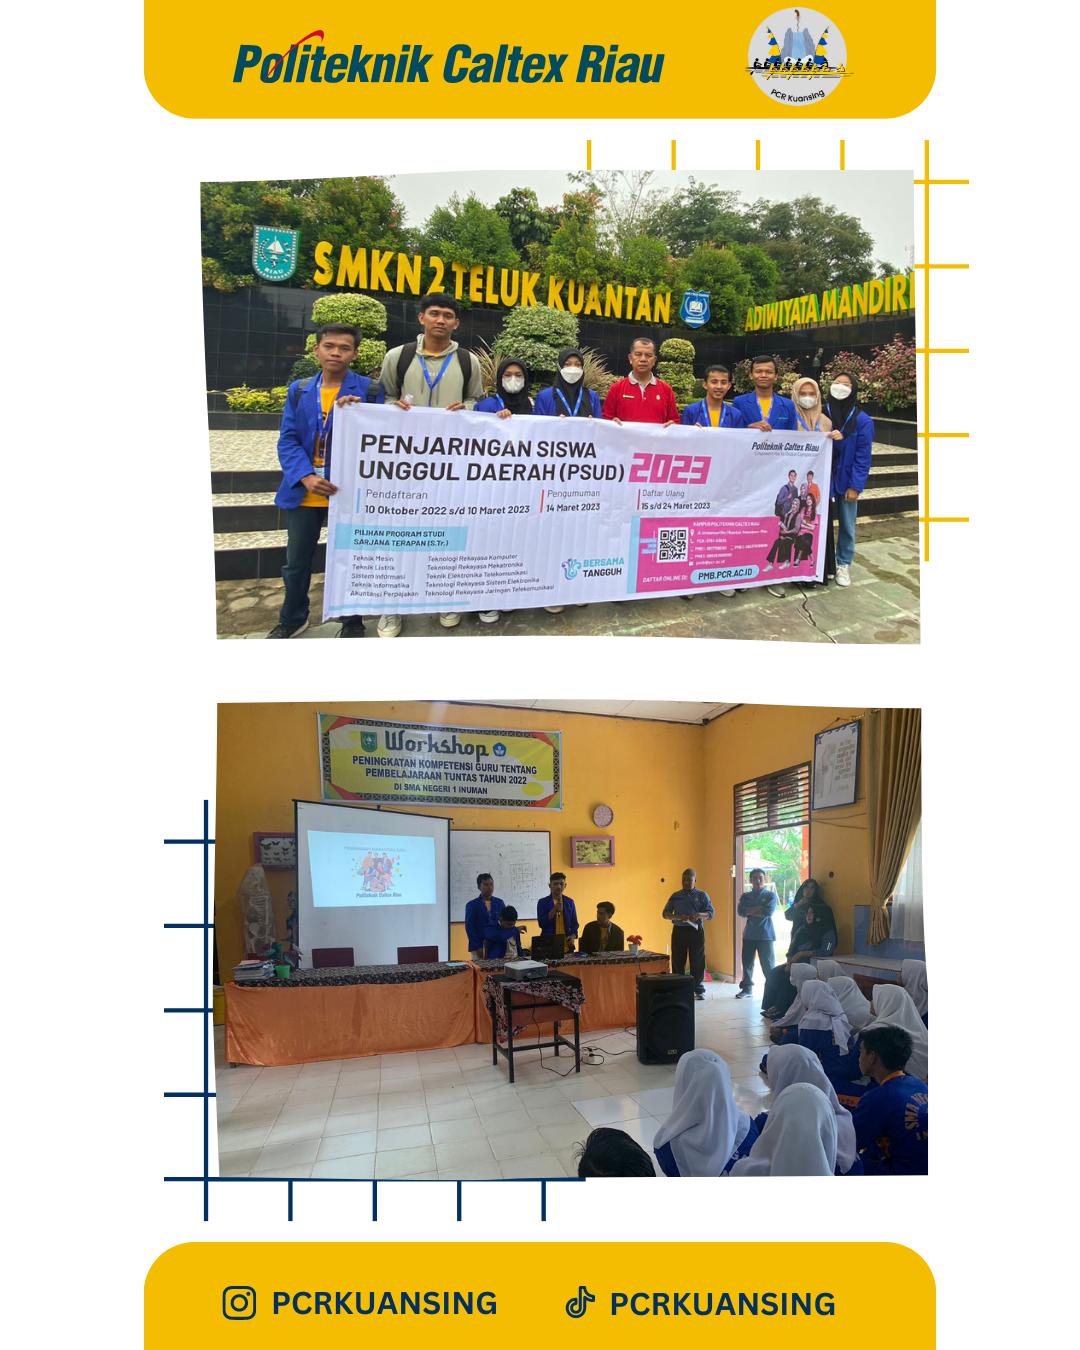 Politeknik Caltex Riau
PCR Kuansing
RIAU
SMKN 2 TELUK KUANTAN
ADIWIYATA MANDIRI
PENJARINGAN SISWA
UNGGUL DAERAH (PSUD) 2023
Politeknik Caltex Riau
Pendaftaran
10 Oktober 2022 s/d 10 Maret 2023
Pengumuman
14 Maret 2023
Daftar Ulang
15 s/d 24 Maret 2023
PILIHAN PROGRAM STUDI
SARJANA TERAPAN (S.Tr.)
Teknik Mesin
Teknik Listrik
Sistem Informasi
Teknik Informatika
Akuntansi Perpajakan
Teknologi Rekayasa Komputer
Teknologi Rekayasa Mekatronika
Teknik Elektronika Telekomunikasi
Teknologi Rekayasa Sistem Elektronika
Teknologi Rekayasa Jaringan Telekomunikasi
BERSAMA
TANGGUH
KAMPUS POLITEKNIK CALTEX RIAU
DAFTAR ONLINE DI: PMB.PCR.AC.ID
Workshop
PENINGKATAN KOMPETENSI GURU TENTANG
PEMBELAJARAAN TUNTAS TAHUN 2022
DI SMA NEGERI 1 INUMAN
Politeknik Caltex Riau
SMA
PCRKUANSING
PCRKUANSING